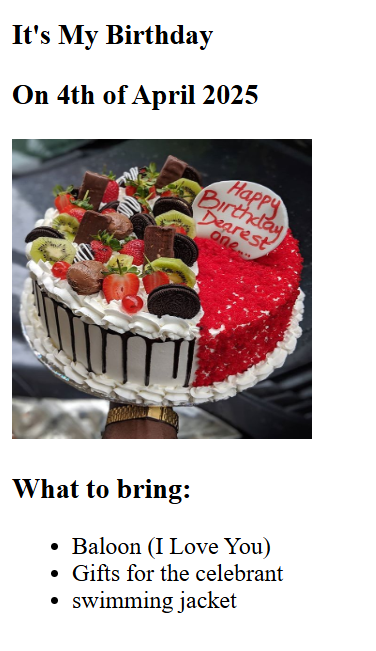 It's My Birthday
On 4th of April 2025
Happy
Birthday
Dearest
one...
What to bring:
Baloon (I Love You)
Gifts for the celebrant
swimming jacket